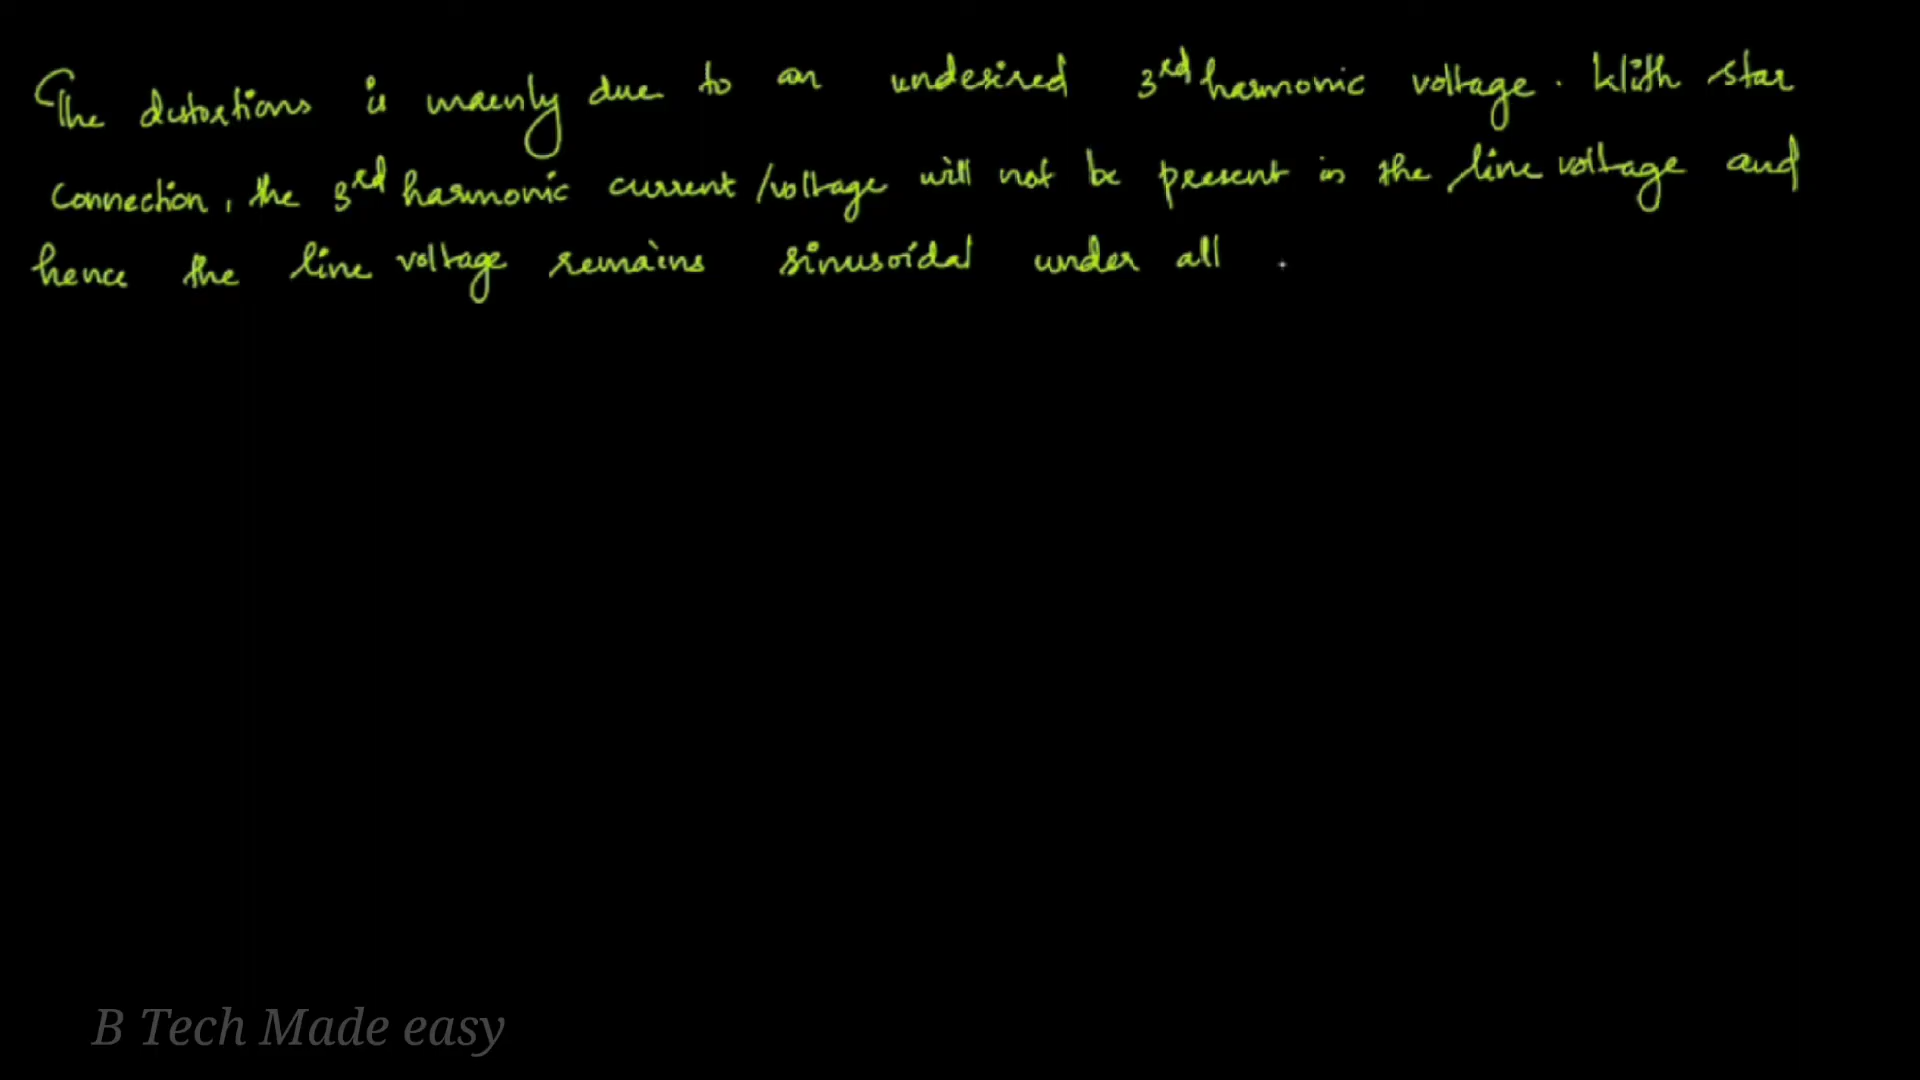 The distortions is mainly due to an undesired 3rd harmonic voltage. With star
connection, the 3rd harmonic current/voltage will not be present in the line voltage and
hence the line voltage remains sinusoidal under all
B Tech Made easy